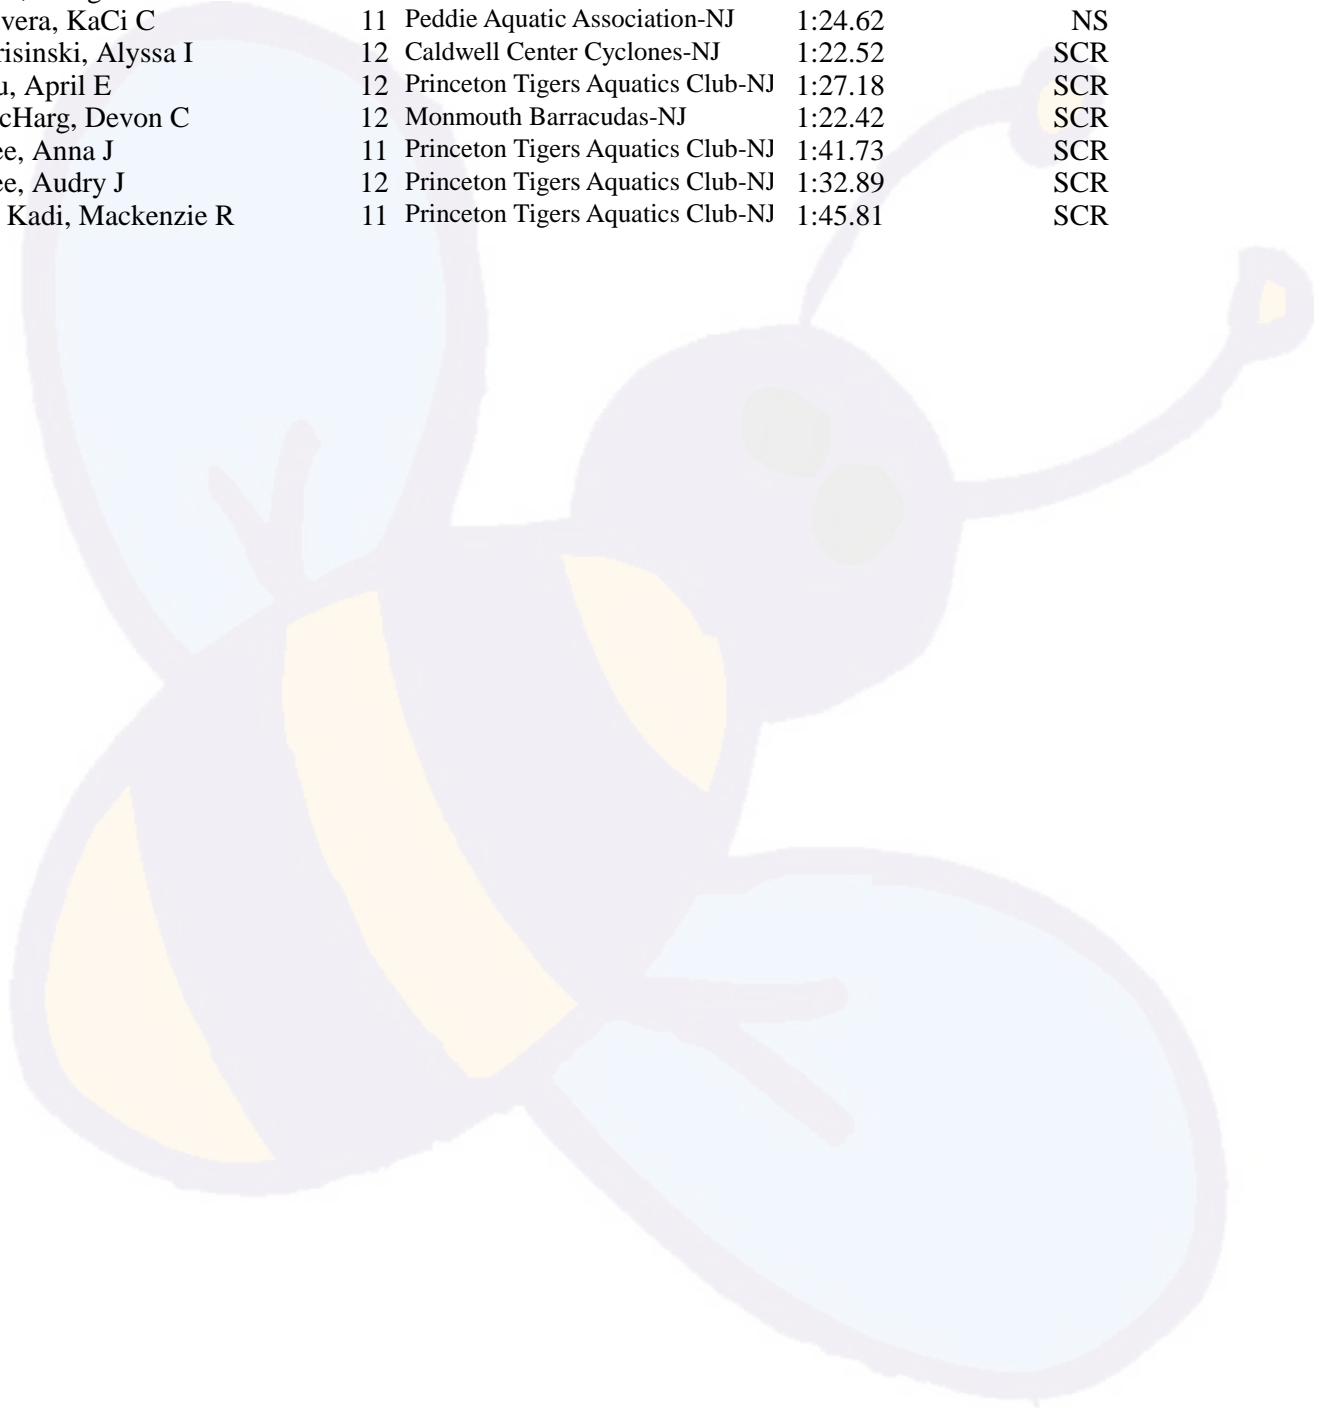 vera, KaCi C 11 Peddie Aquatic Association-NJ 1:24.62 NS
risinski, Alyssa I 12 Caldwell Center Cyclones-NJ 1:22.52 SCR
u, April E 12 Princeton Tigers Aquatics Club-NJ 1:27.18 SCR
cHarg, Devon C 12 Monmouth Barracudas-NJ 1:22.42 SCR
ee, Anna J 11 Princeton Tigers Aquatics Club-NJ 1:41.73 SCR
ee, Audry J 12 Princeton Tigers Aquatics Club-NJ 1:32.89 SCR
Kadi, Mackenzie R 11 Princeton Tigers Aquatics Club-NJ 1:45.81 SCR